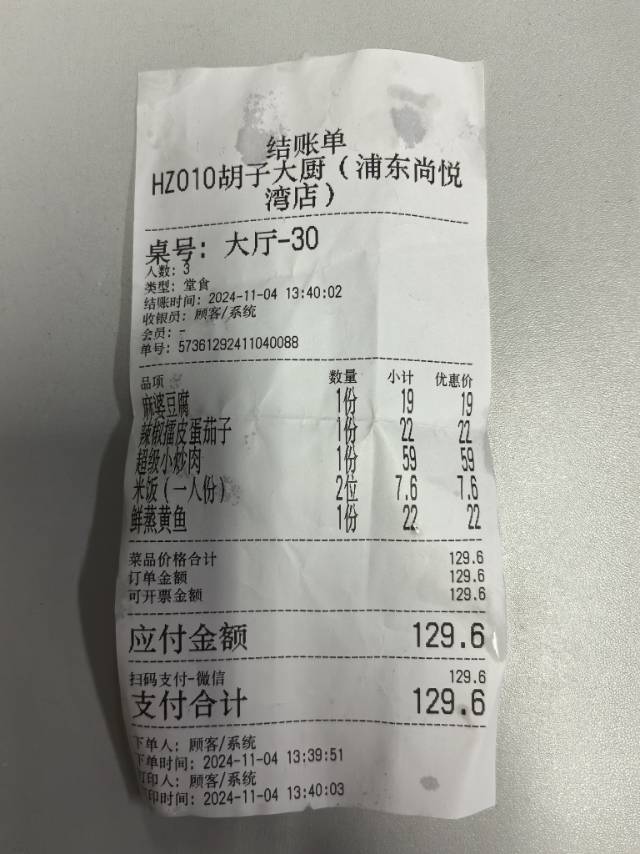 结账单
HZ010胡子大厨（浦东尚悦
湾店）
桌号：大厅-30
人数：3
类型：堂食
结账时间：2024-11-04 13:40:02
收银员：顾客/系统
会员：-
单号：57361292411040088
品项 数量 小计 优惠价
麻婆豆腐 1份 19 19
辣椒擂皮蛋茄子 1份 22 22
超级小炒肉 1份 59 59
米饭（一人份） 2位 7.6 7.6
鲜蒸黄鱼 1份 22 22
菜品价格合计 129.6
订单金额 129.6
可开票金额 129.6
应付金额 129.6
扫码支付-微信 129.6
支付合计 129.6
下单人：顾客/系统
下单时间：2024-11-04 13:39:51
打印人：顾客/系统
打印时间：2024-11-04 13:40:03